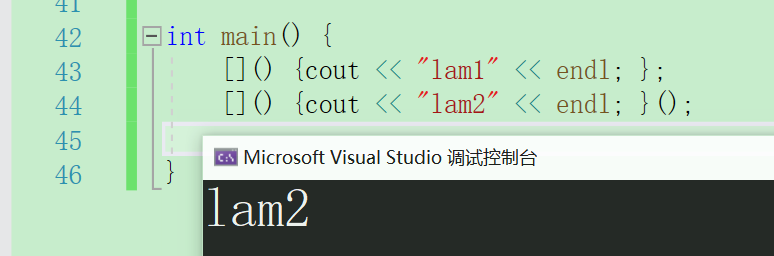 41
42 int main() {
43 []() {cout << "lam1" << endl; };
44 []() {cout << "lam2" << endl; }();
45
46 }
C:\ Microsoft Visual Studio 调试控制台
lam2